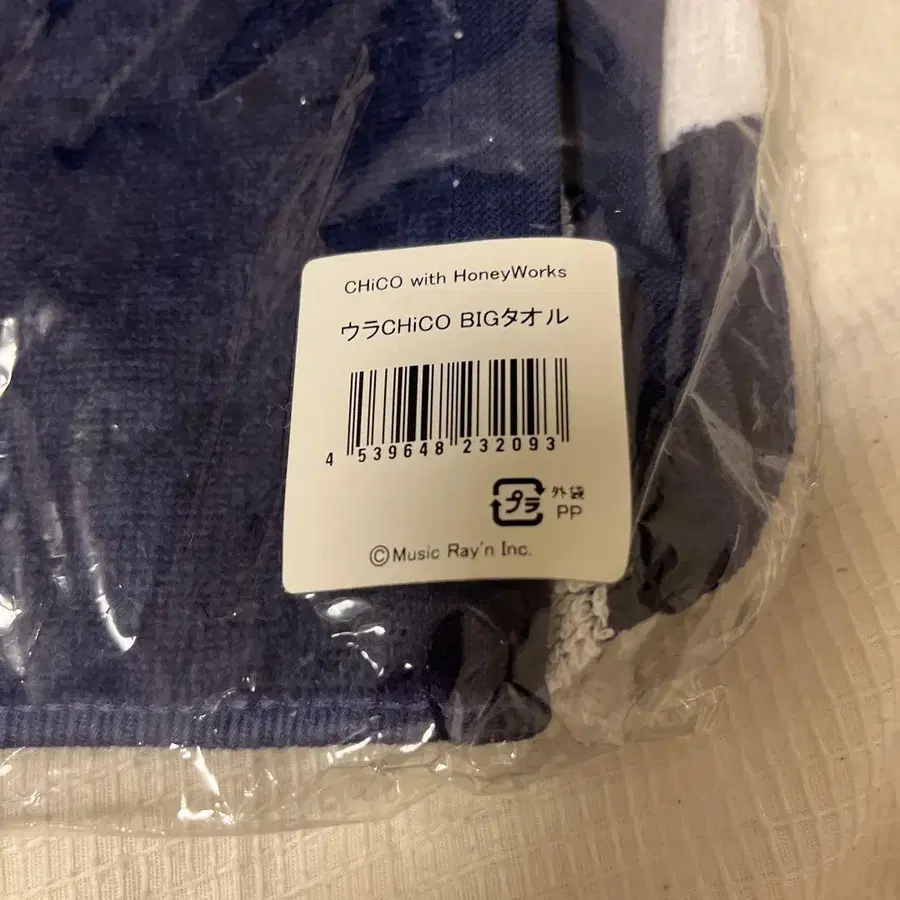 CHiCO with HoneyWorks
ウラCHiCO BIGタオル
4 539648 232093
プラ 外袋
PP
©Music Ray'n Inc.